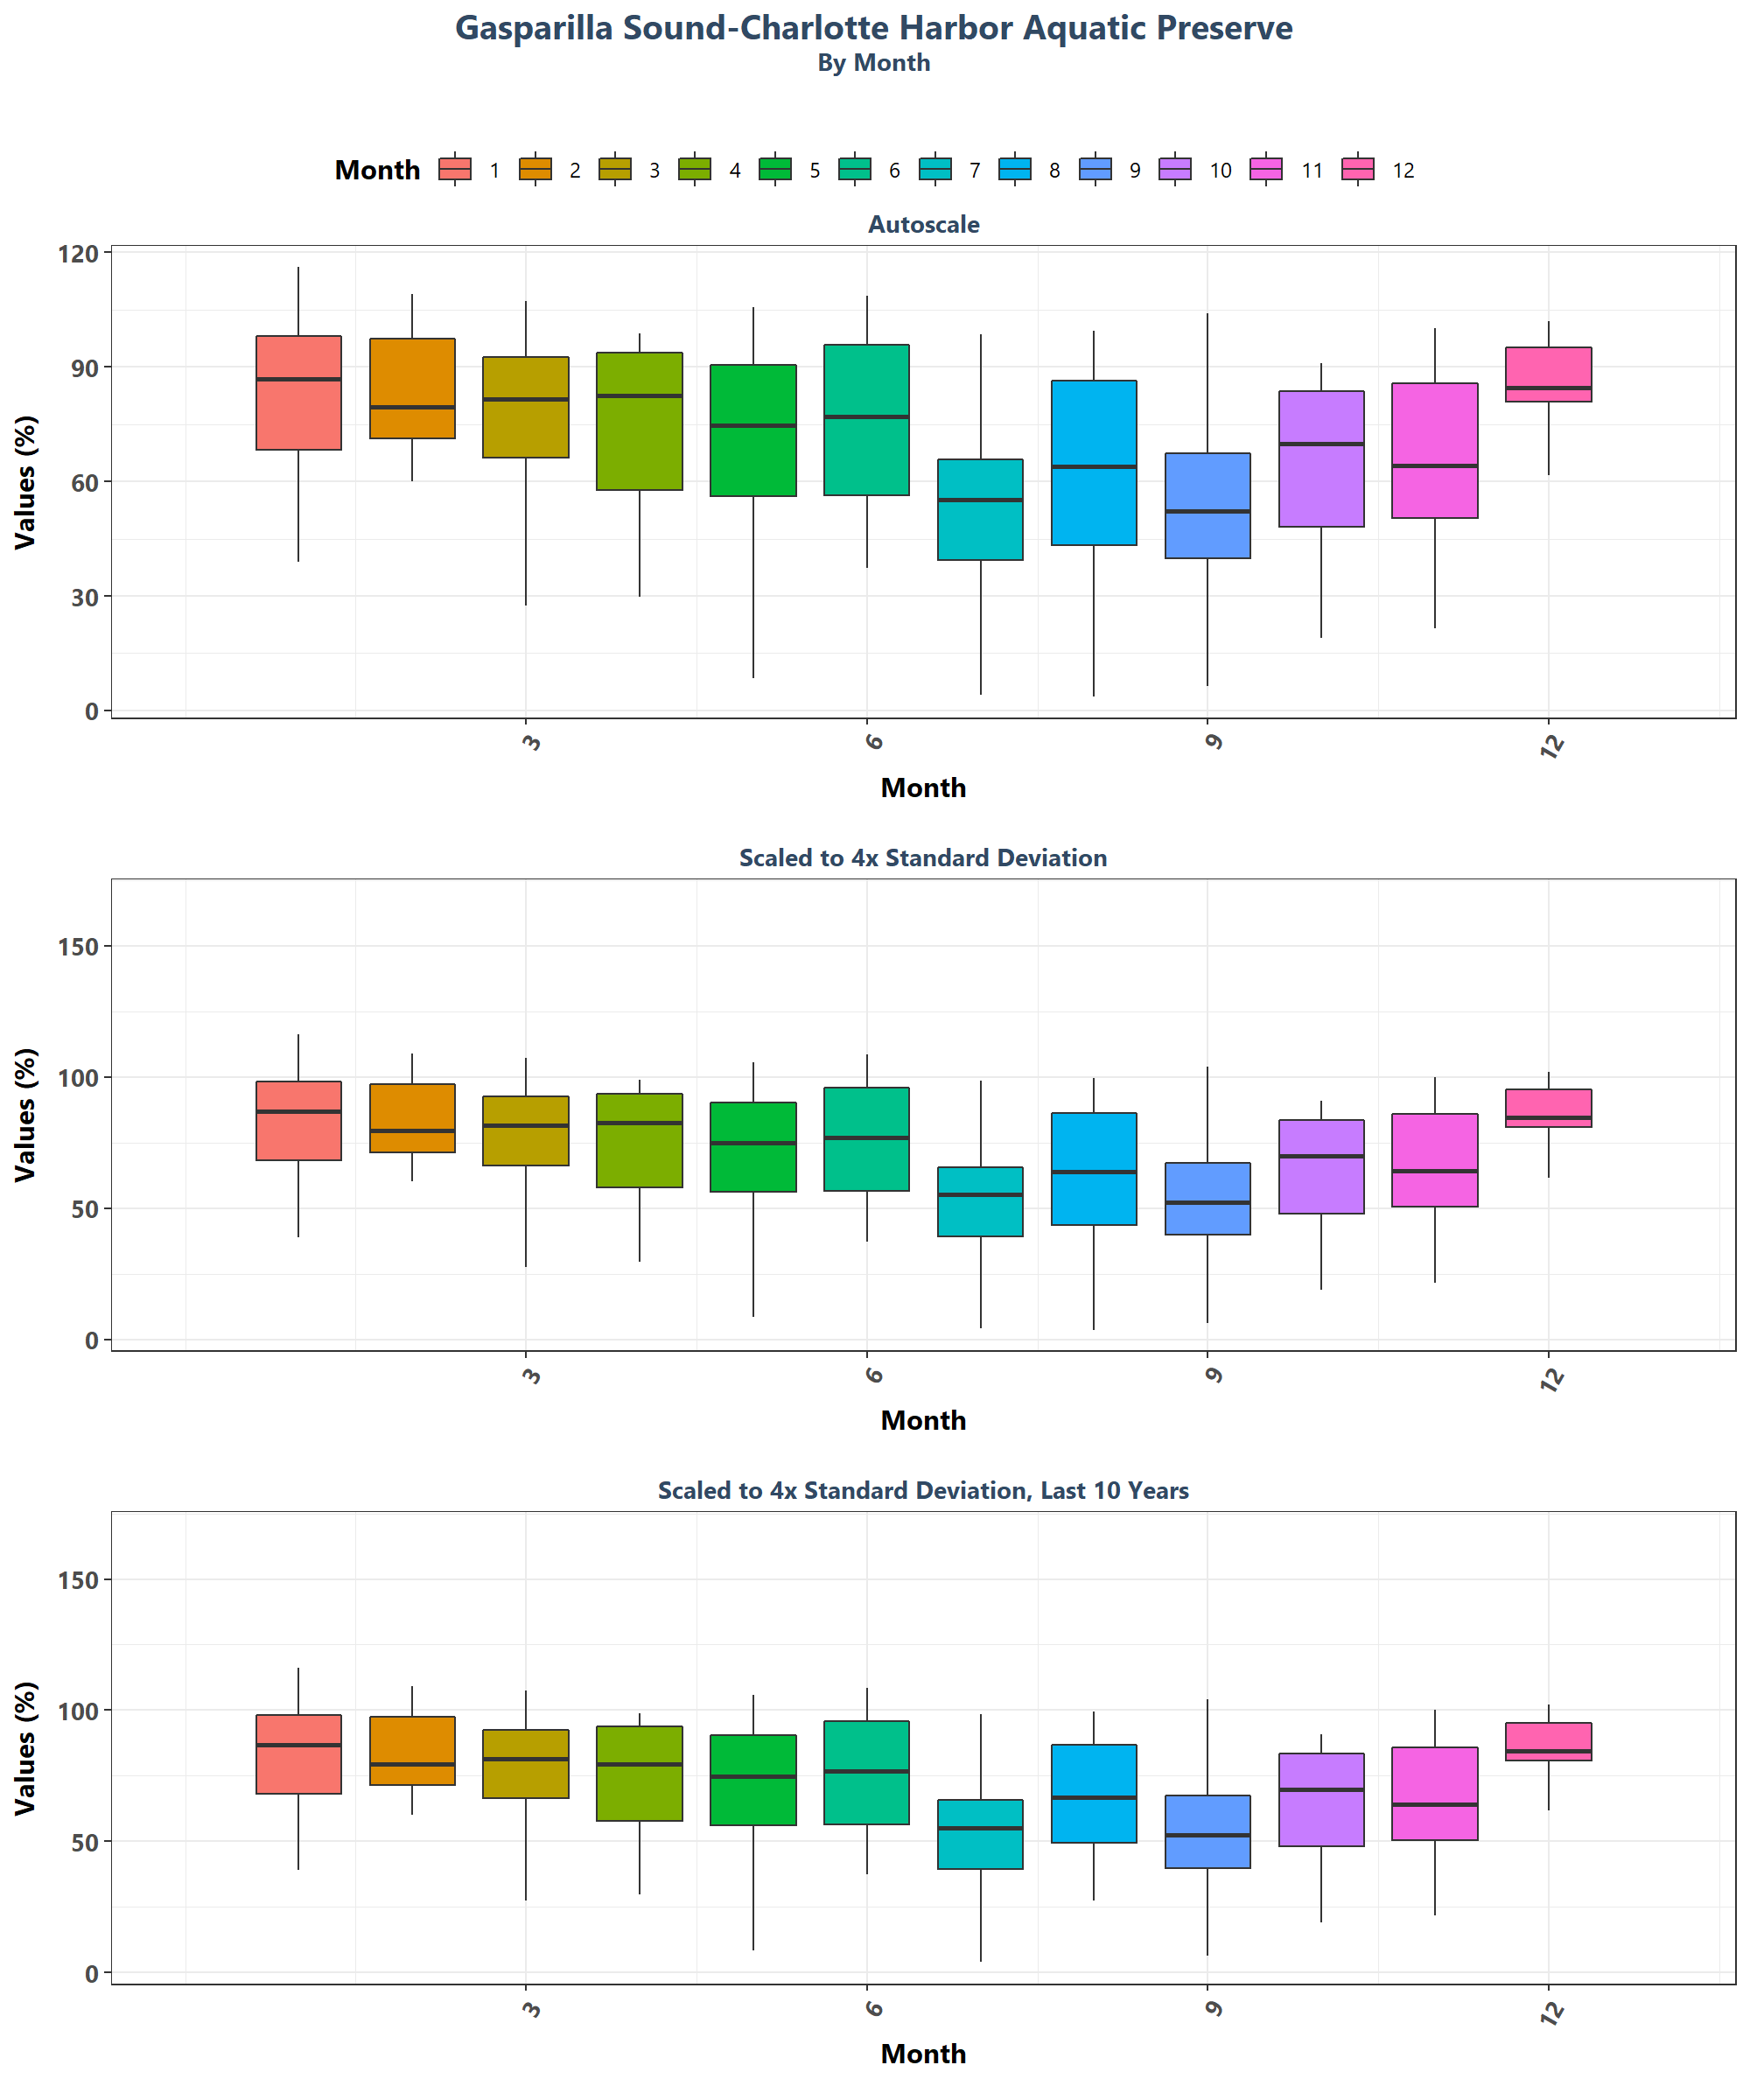 Gasparilla Sound-Charlotte Harbor Aquatic Preserve
By Month
Month 1 2 3 4 5 6 7 8 9 10 11 12
Autoscale
Values (%)
120
90
60
30
0
3 6 9 12
Month
Scaled to 4x Standard Deviation
Values (%)
150
100
50
0
3 6 9 12
Month
Scaled to 4x Standard Deviation, Last 10 Years
Values (%)
150
100
50
0
3 6 9 12
Month